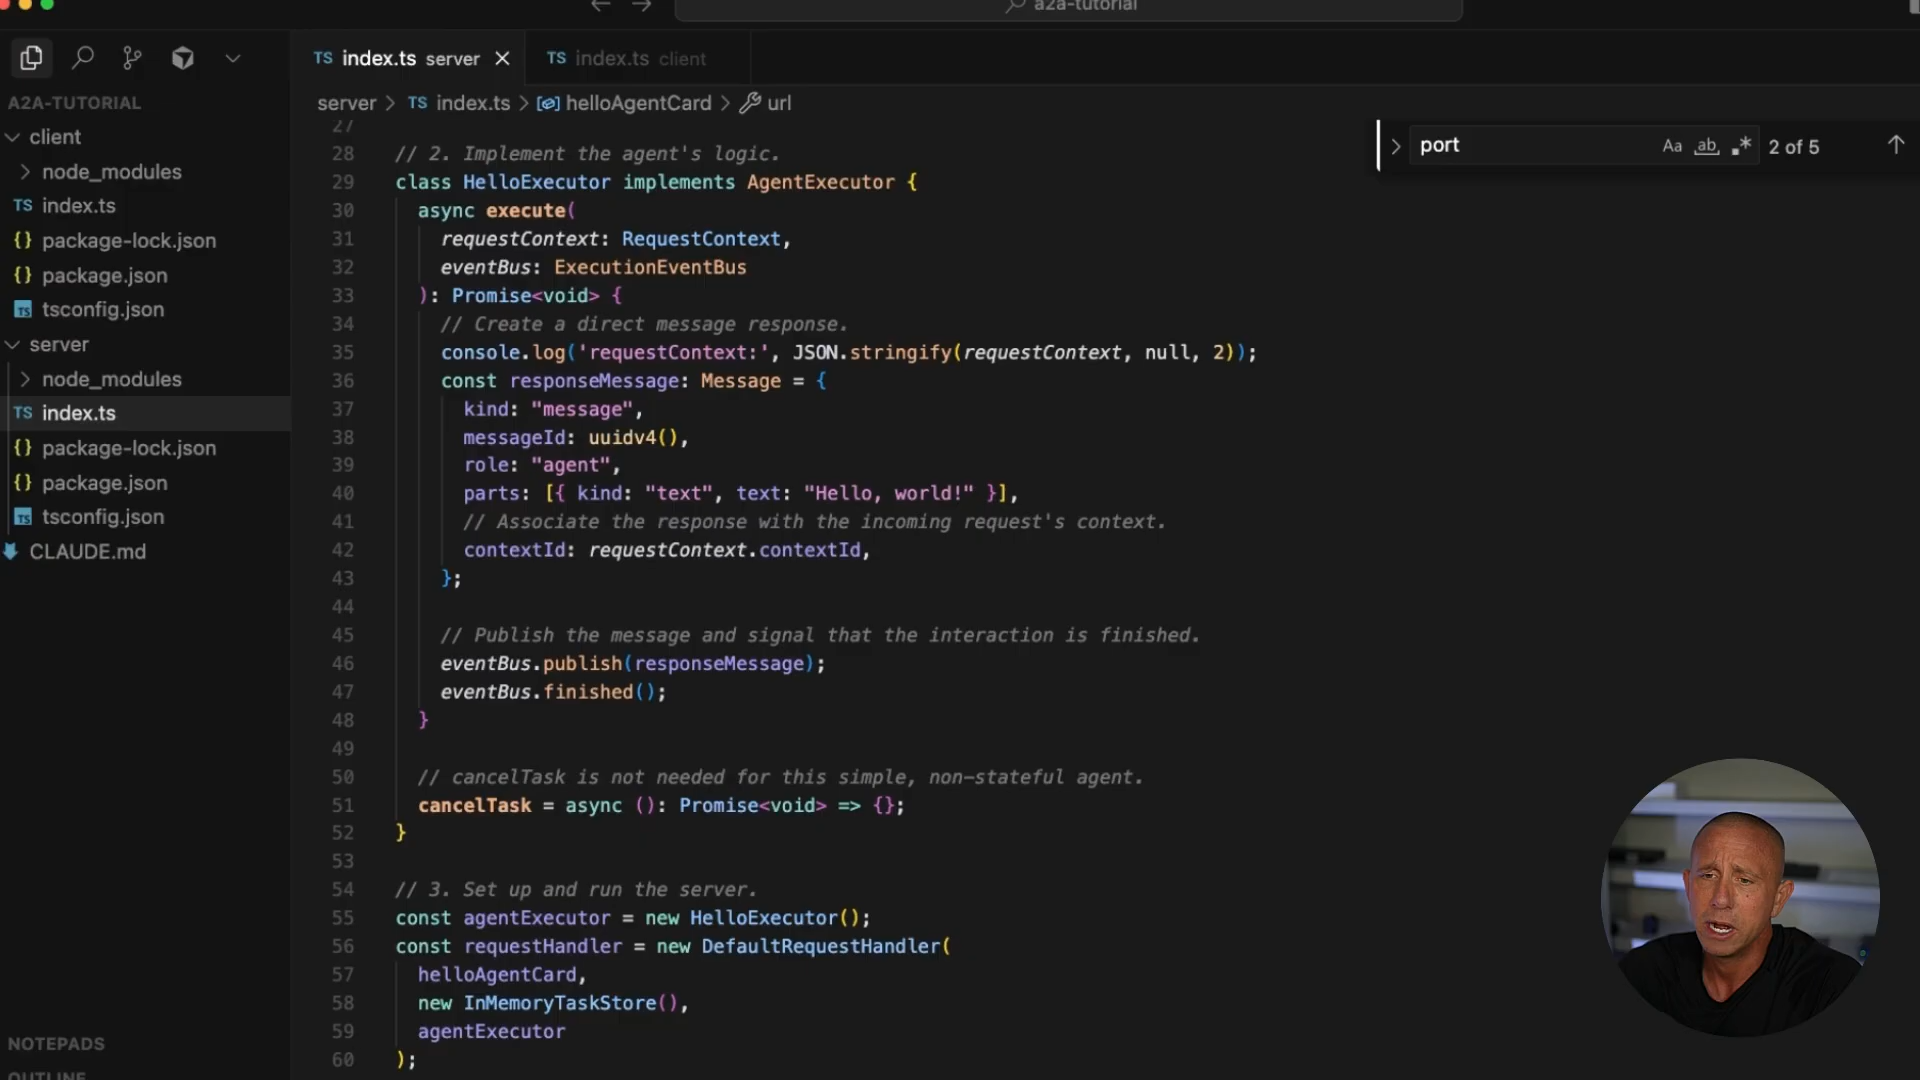 a2a-tutorial
TS index.ts server
TS index.ts client
A2A-TUTORIAL
server > TS index.ts > helloAgentCard > url
client
node_modules
TS index.ts
{} package-lock.json
{} package.json
TS tsconfig.json
server
node_modules
TS index.ts
{} package-lock.json
{} package.json
TS tsconfig.json
CLAUDE.md
NOTEPADS
OUTLINE
port
Aa ab .* 2 of 5
27
28 // 2. Implement the agent's logic.
29 class HelloExecutor implements AgentExecutor {
30 async execute(
31 requestContext: RequestContext,
32 eventBus: ExecutionEventBus
33 ): Promise<void> {
34 // Create a direct message response.
35 console.log('requestContext:', JSON.stringify(requestContext, null, 2));
36 const responseMessage: Message = {
37 kind: "message",
38 messageId: uuidv4(),
39 role: "agent",
40 parts: [{ kind: "text", text: "Hello, world!" }],
41 // Associate the response with the incoming request's context.
42 contextId: requestContext.contextId,
43 };
44
45 // Publish the message and signal that the interaction is finished.
46 eventBus.publish(responseMessage);
47 eventBus.finished();
48 }
49
50 // cancelTask is not needed for this simple, non-stateful agent.
51 cancelTask = async (): Promise<void> => {};
52 }
53
54 // 3. Set up and run the server.
55 const agentExecutor = new HelloExecutor();
56 const requestHandler = new DefaultRequestHandler(
57 helloAgentCard,
58 new InMemoryTaskStore(),
59 agentExecutor
60 );